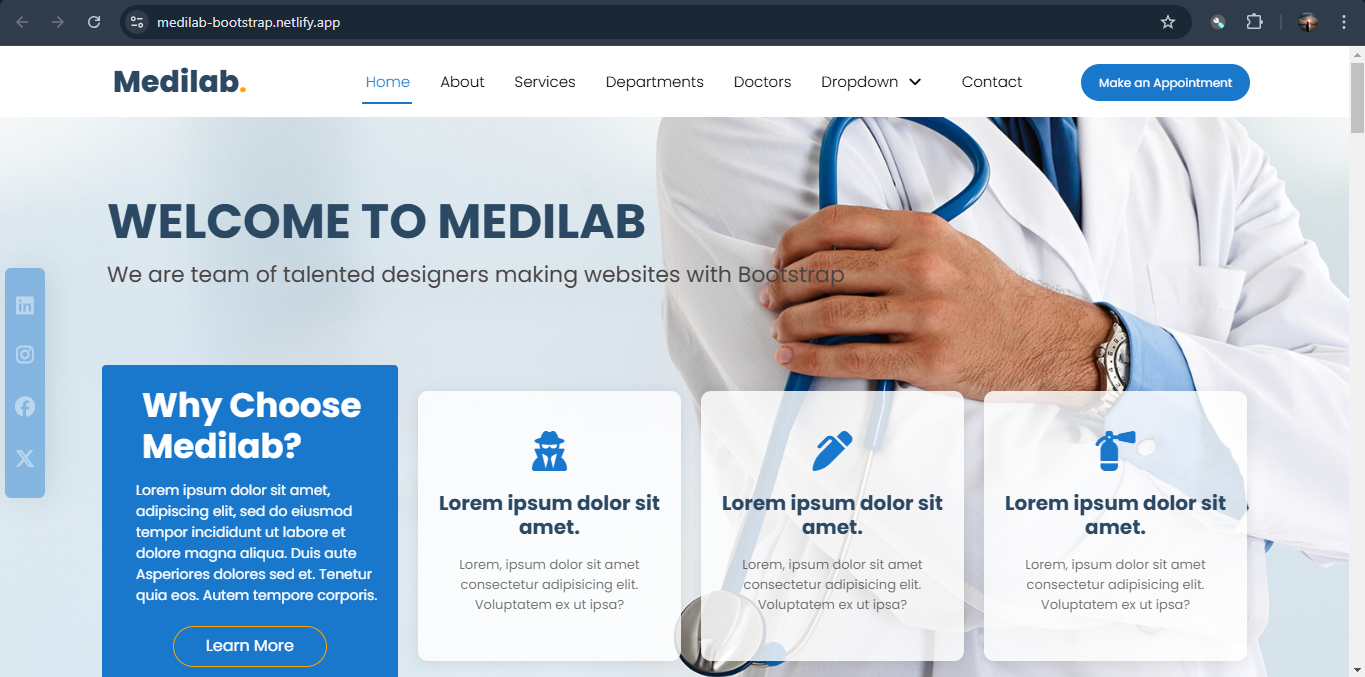 medilab-bootstrap.netlify.app
Medilab.
Home About Services Departments Doctors Dropdown Contact Make an Appointment
WELCOME TO MEDILAB
We are team of talented designers making websites with Bootstrap
Why Choose
Medilab?
Lorem ipsum dolor sit amet,
adipiscing elit, sed do eiusmod
tempor incididunt ut labore et
dolore magna aliqua. Duis aute
Asperiores dolores sed et. Tenetur
quia eos. Autem tempore corporis.
Learn More
Lorem ipsum dolor sit
amet.
Lorem, ipsum dolor sit amet
consectetur adipisicing elit.
Voluptatem ex ut ipsa?
Lorem ipsum dolor sit
amet.
Lorem, ipsum dolor sit amet
consectetur adipisicing elit.
Voluptatem ex ut ipsa?
Lorem ipsum dolor sit
amet.
Lorem, ipsum dolor sit amet
consectetur adipisicing elit.
Voluptatem ex ut ipsa?